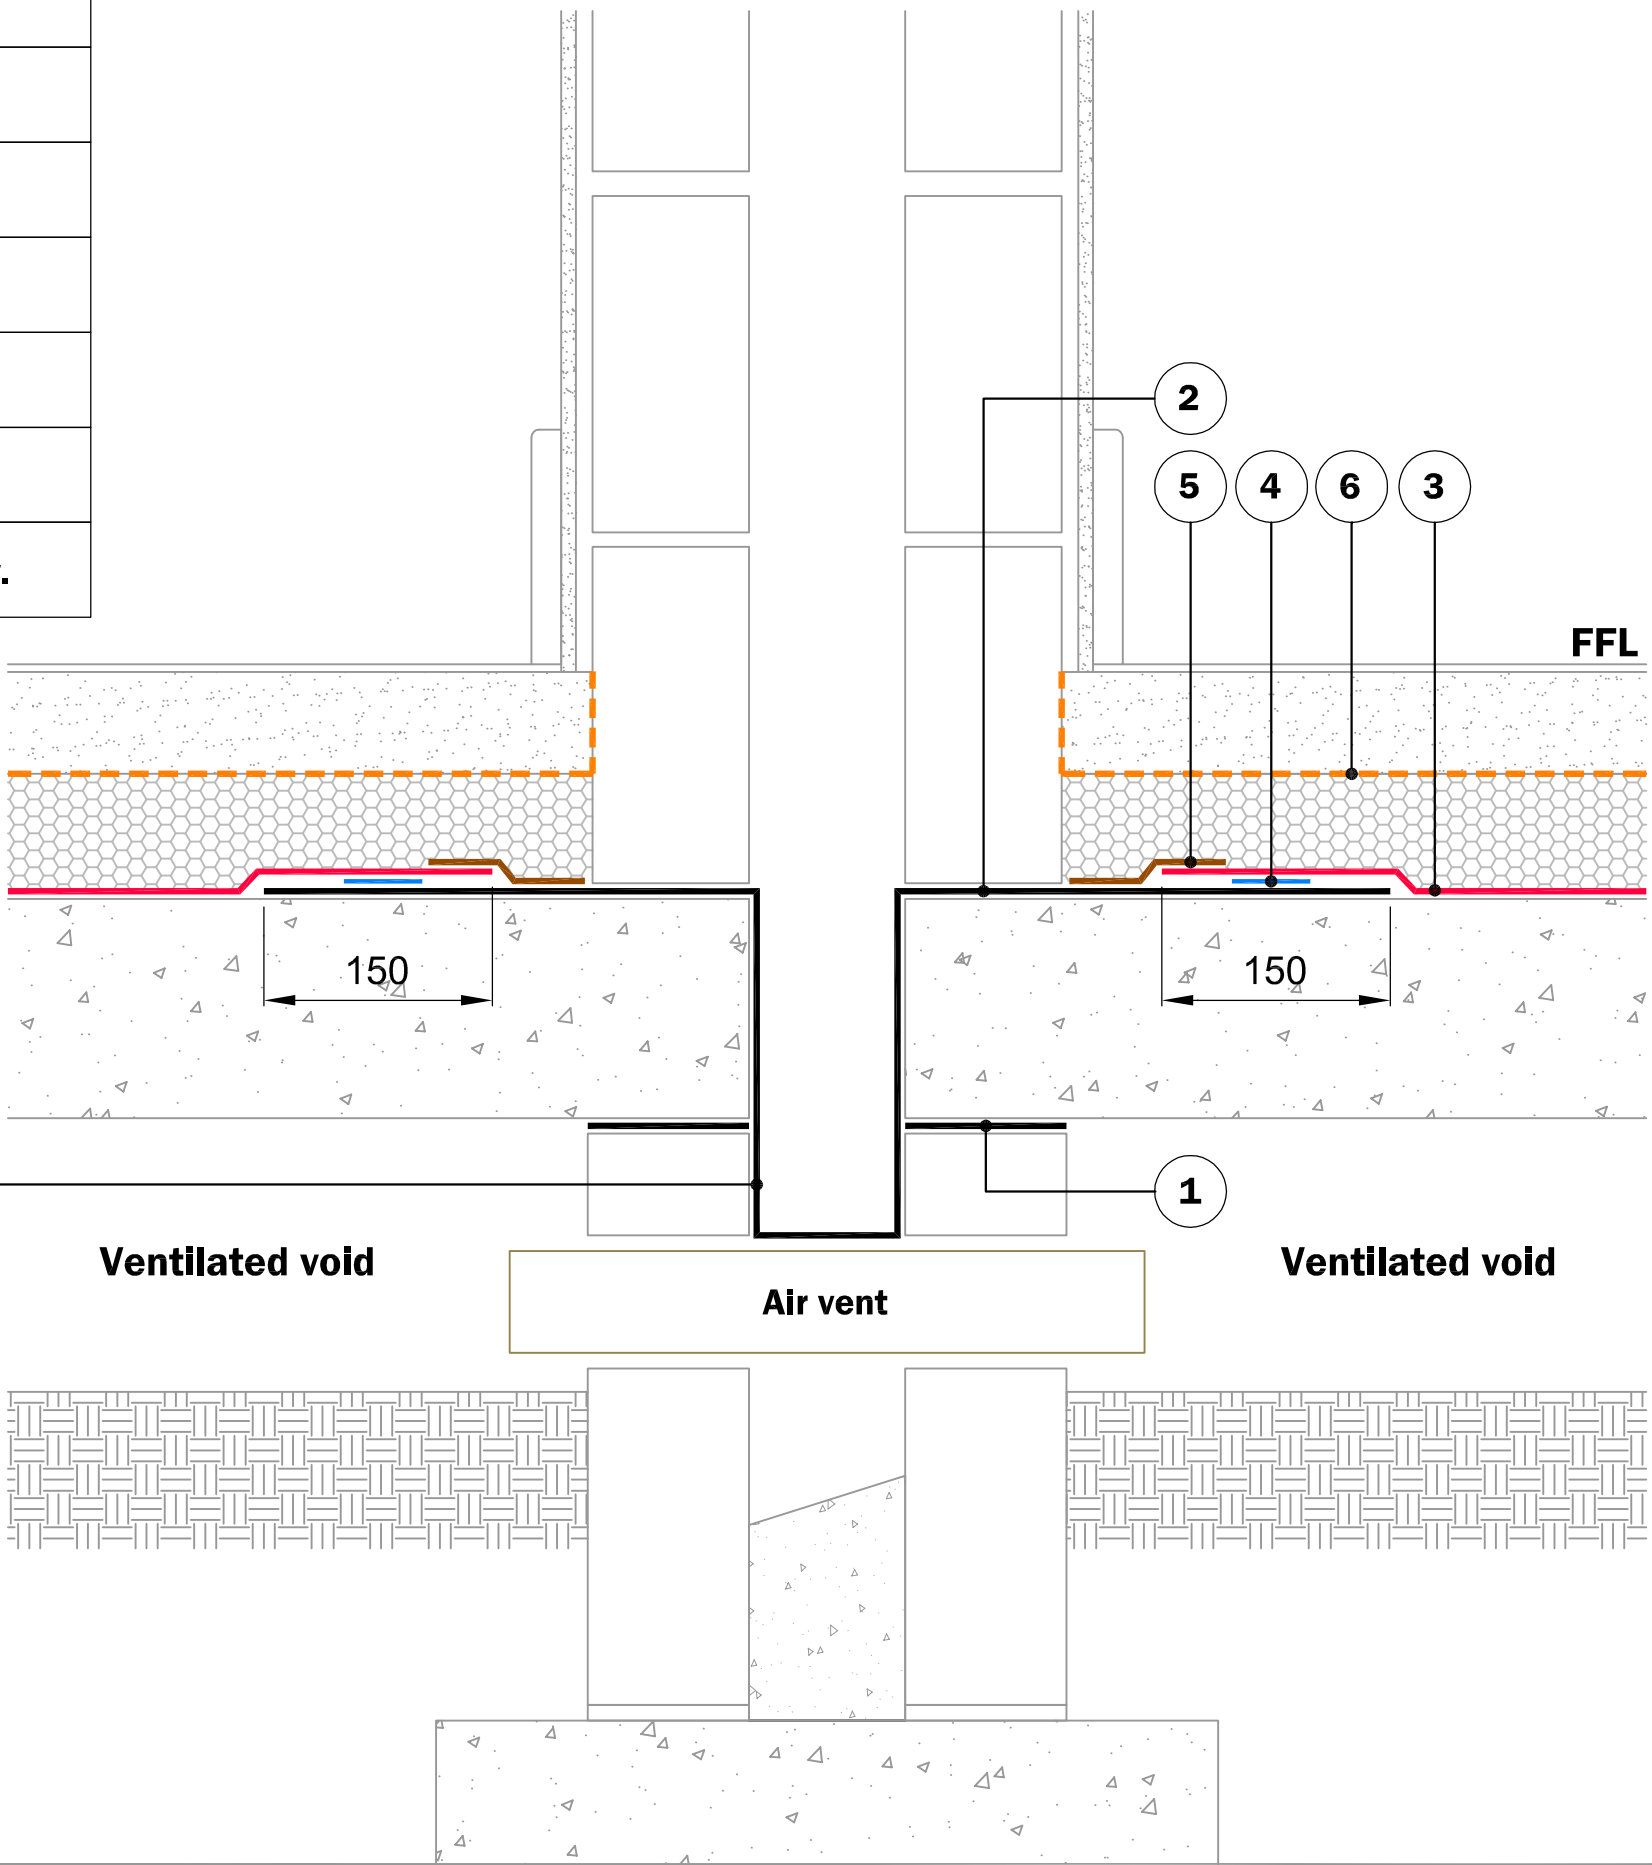 2
5 4 6 3
FFL
150 150
1
Ventilated void Ventilated void
Air vent